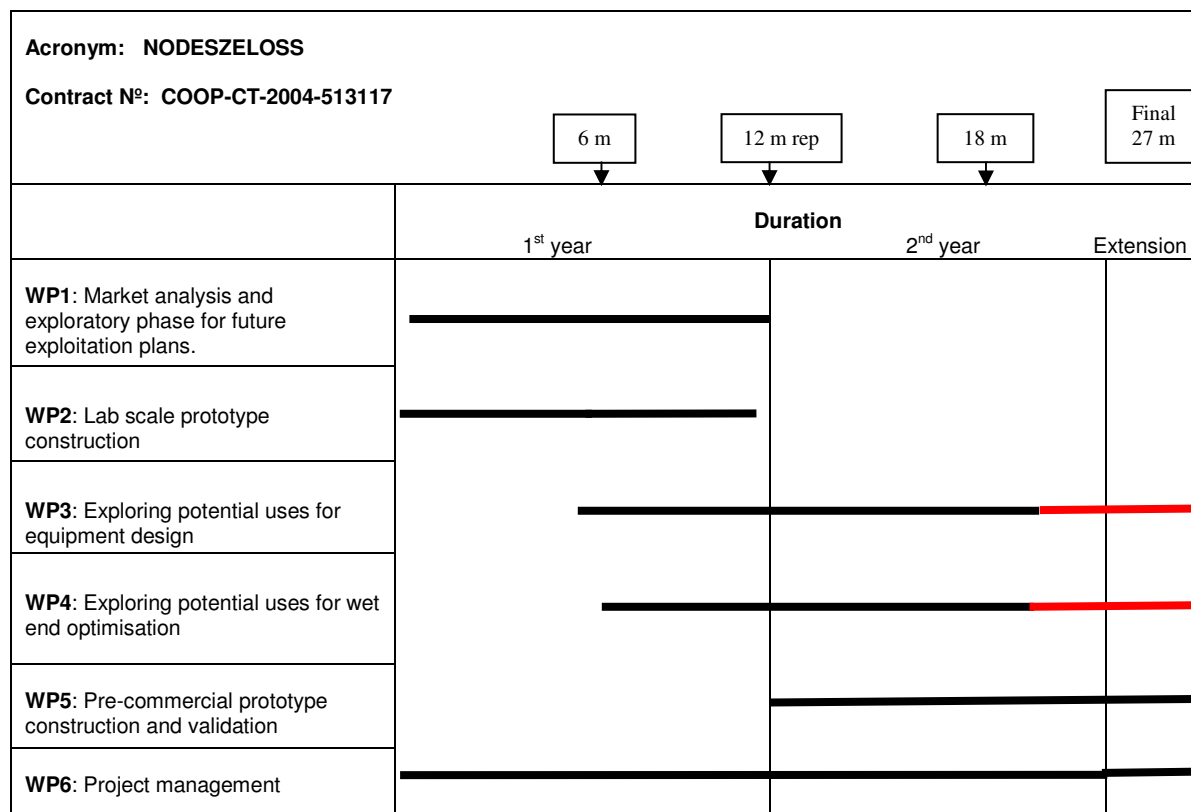 Acronym: NODESZELOSS
Contract Nº: COOP-CT-2004-513117
6 m
12 m rep
18 m
Final
27 m
Duration
1st year
2nd year
Extension
WP1: Market analysis and
exploratory phase for future
exploitation plans.
WP2: Lab scale prototype
construction
WP3: Exploring potential uses for
equipment design
WP4: Exploring potential uses for wet
end optimisation
WP5: Pre-commercial prototype
construction and validation
WP6: Project management